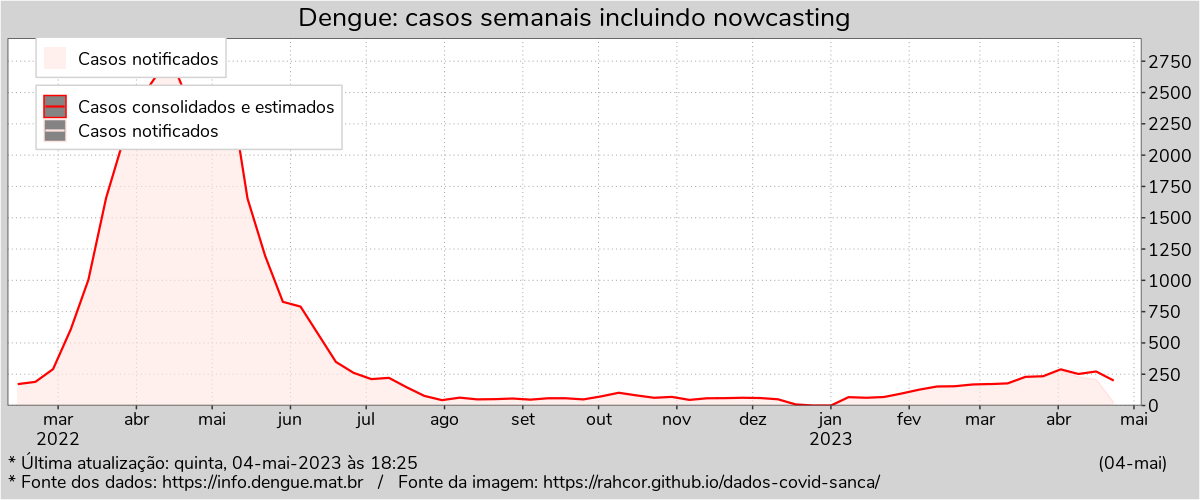 Dengue: casos semanais incluindo nowcasting
Casos notificados
Casos consolidados e estimados
Casos notificados
2750
2500
2250
2000
1750
1500
1250
1000
750
500
250
0
mar abr mai jun jul ago set out nov dez jan fev mar abr mai
2022 2023
* Última atualização: quinta, 04-mai-2023 às 18:25 (04-mai)
* Fonte dos dados: https://info.dengue.mat.br / Fonte da imagem: https://rahcor.github.io/dados-covid-sanca/